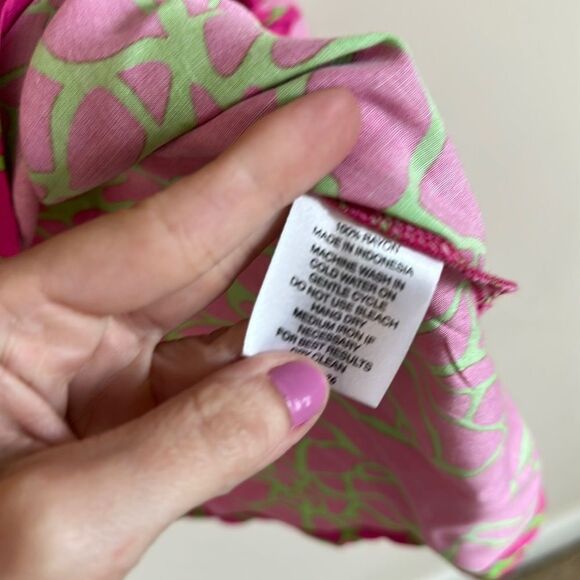 100% RAYON
MADE IN INDONESIA
MACHINE WASH IN
COLD WATER ON
GENTLE CYCLE
DO NOT USE BLEACH
HANG DRY
MEDIUM IRON IF
NECESSARY
FOR BEST RESULTS
DRY CLEAN